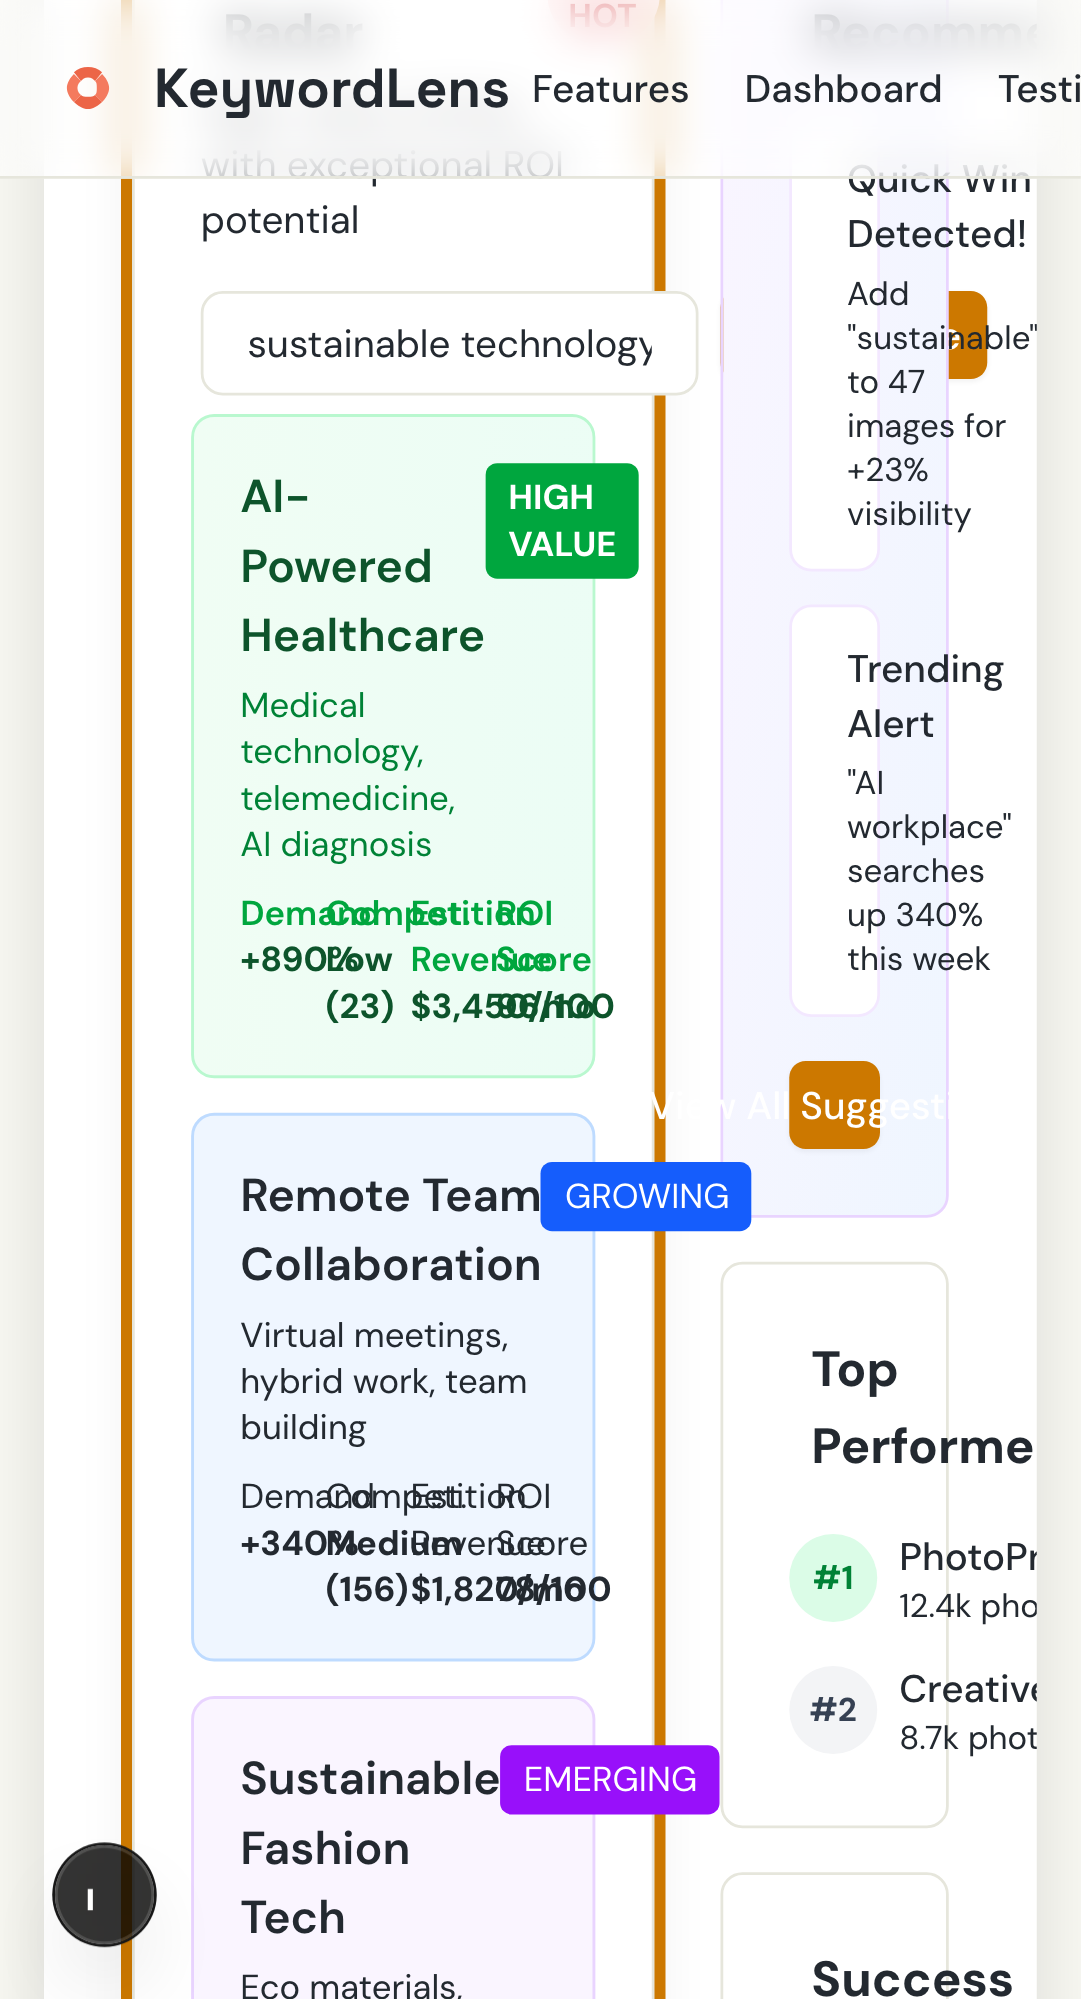 Radar
HOT
Recomme
KeywordLens
Features
Dashboard
Testi
with exceptional ROI
potential
sustainable technology
AI-
Powered
Healthcare
HIGH
VALUE
Medical
technology,
telemedicine,
AI diagnosis
Demand
Competition
Est.
ROI
+890%
Low
Revenue
Score
(23)
$3,450/mo
96/100
Remote Team
Collaboration
GROWING
Virtual meetings,
hybrid work, team
building
Demand
Competition
Est.
ROI
+340%
Medium
Revenue
Score
(156)
$1,820/mo
78/100
Sustainable
Fashion
Tech
EMERGING
Eco materials,
Quick Win
Detected!
Add
"sustainable"
to 47
images for
+23%
visibility
Trending
Alert
"AI
workplace"
searches
up 340%
this week
View All Suggesti
Top
Performe
#1
PhotoPr
12.4k pho
#2
Creative
8.7k phot
Success